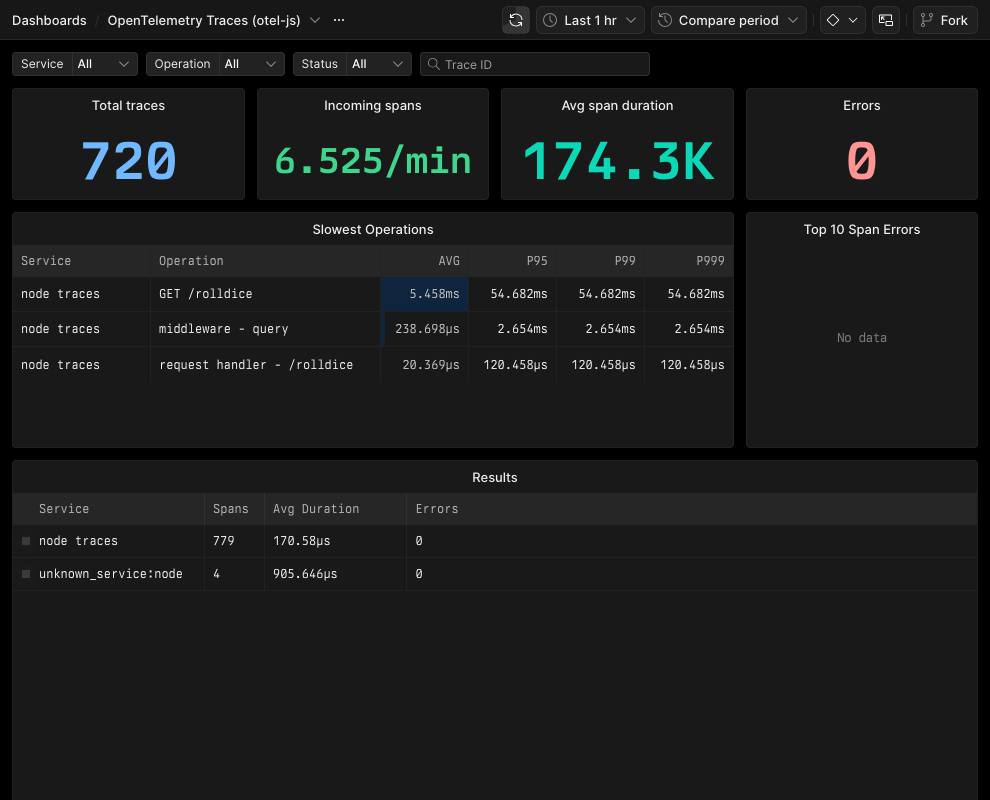 Dashboards / OpenTelemetry Traces (otel-js) ··· Last 1 hr Compare period Fork
Service All Operation All Status All Trace ID
Total traces Incoming spans Avg span duration Errors
720 6.525/min 174.3K 0
Slowest Operations
Service Operation AVG P95 P99 P999
node traces GET /rolldice 5.458ms 54.682ms 54.682ms 54.682ms
node traces middleware - query 238.698µs 2.654ms 2.654ms 2.654ms
node traces request handler - /rolldice 20.369µs 120.458µs 120.458µs 120.458µs
Top 10 Span Errors
No data
Results
Service Spans Avg Duration Errors
node traces 779 170.58µs 0
unknown_service:node 4 905.646µs 0